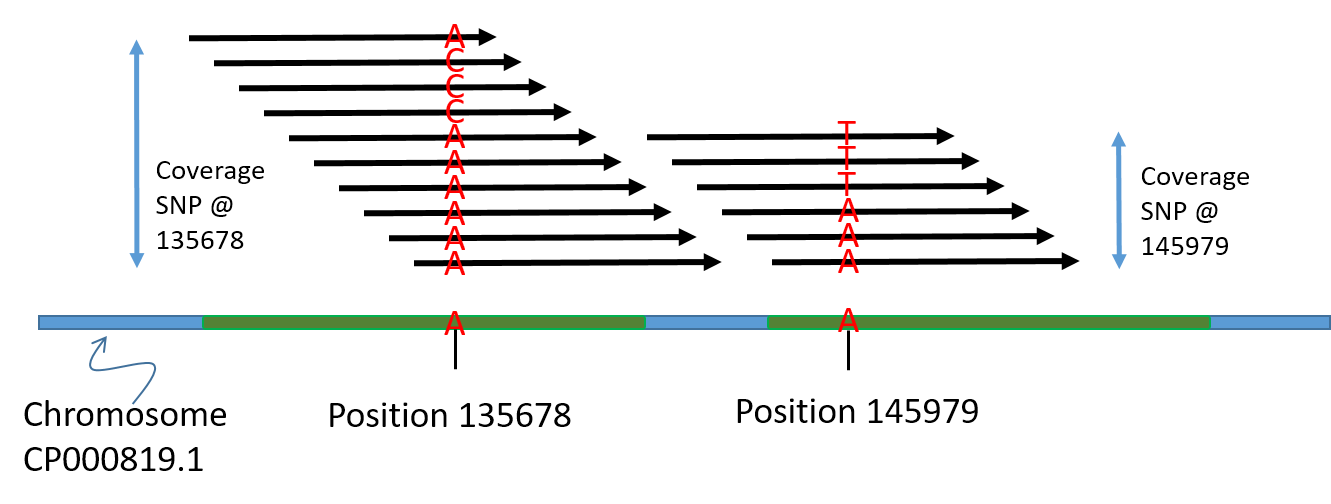 A
C
C
C
A
A
A
A
A
A
T
T
T
A
A
A
Coverage
SNP @
135678
Coverage
SNP @
145979
A
A
Position 135678
Position 145979
Chromosome
CP000819.1